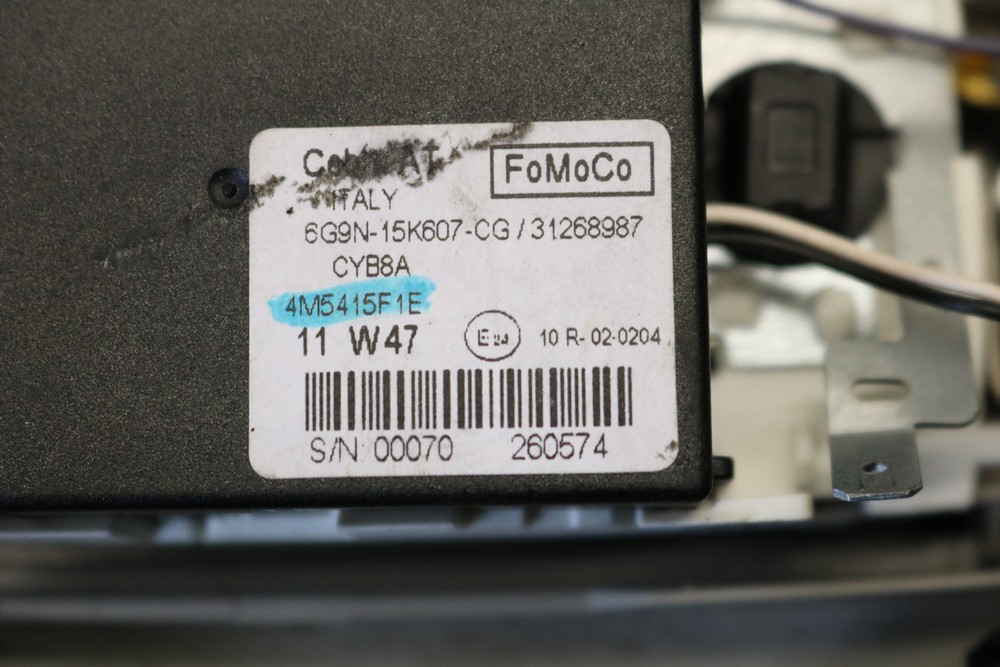 FoMoCo
ITALY
6G9N-15K607-CG / 31268987
CYB8A
4M5415F1E
11 W47
10 R- 02-0204
S/N 00070 260574